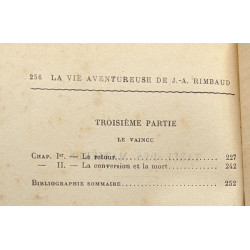 256 LA VIE AVENTUREUSE DE J.-A. RIMBAUD
TROISIÈME PARTIE
LE VAINCU
CHAP. Iᵉʳ. — Le retour. . . . . . . . . . . 227
— II. — La conversion et la mort. . . . . . 242
BIBLIOGRAPHIE SOMMAIRE. . . . . . . . . . 252